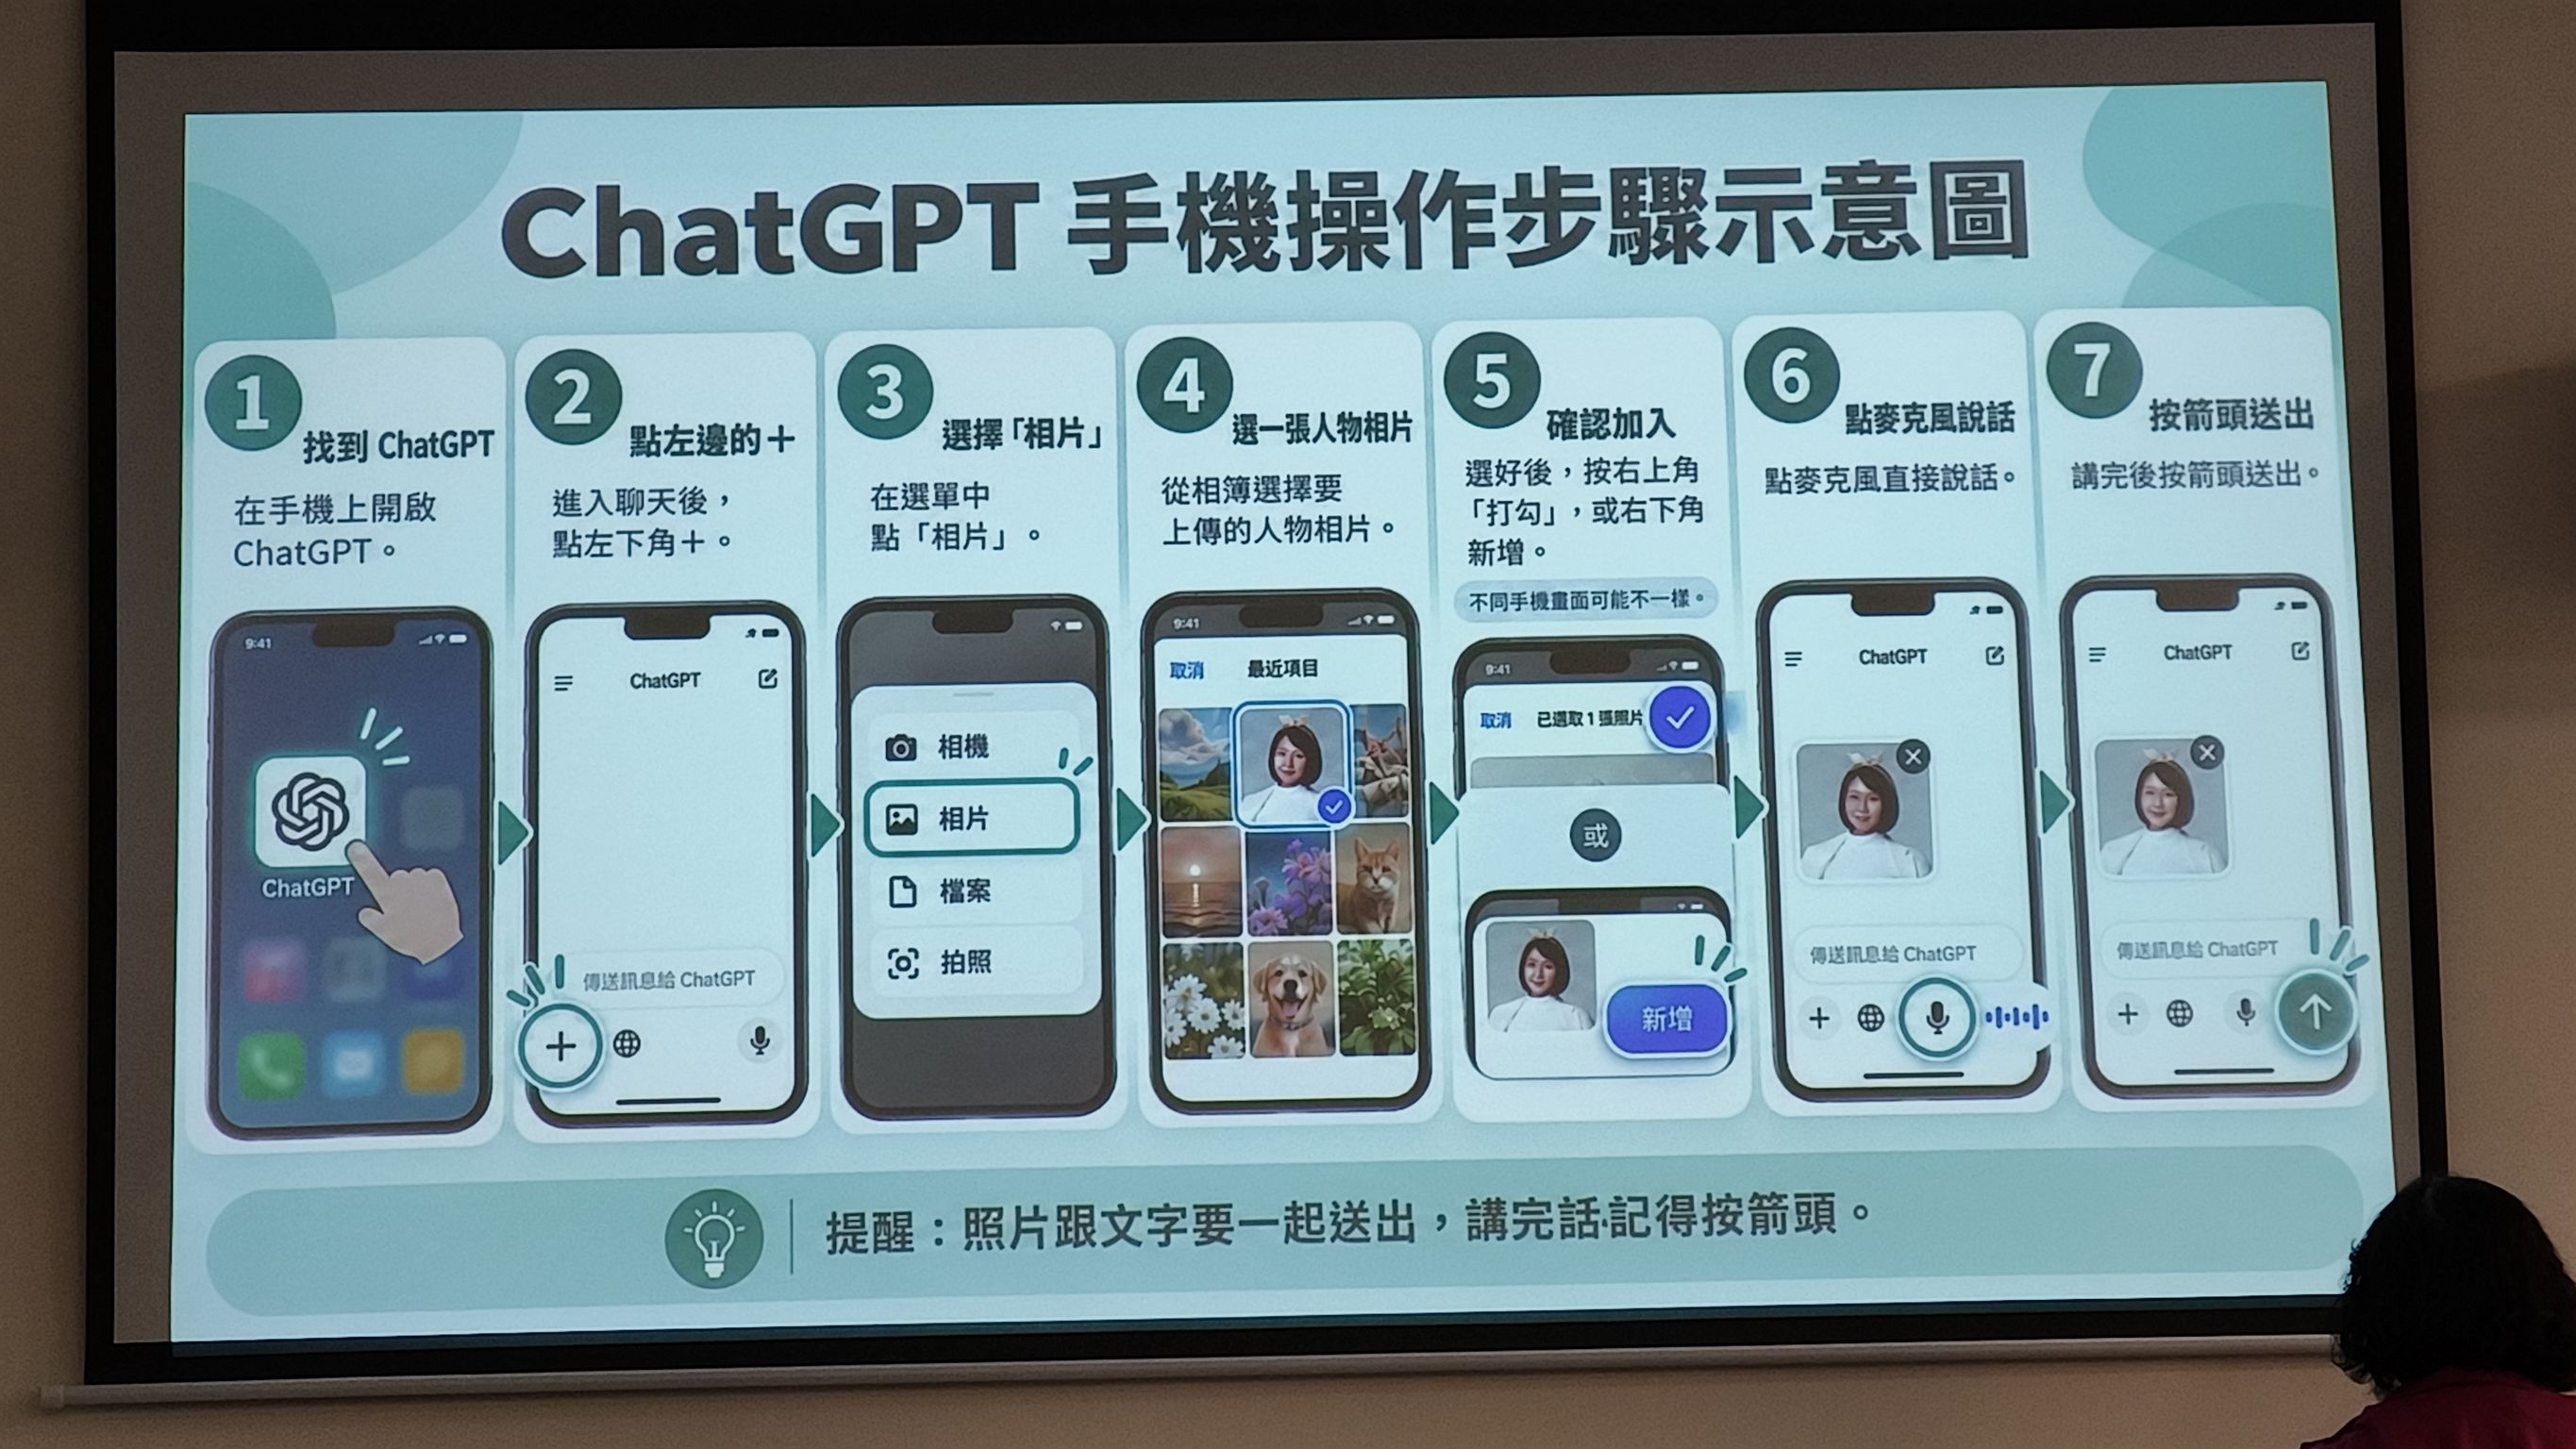 ChatGPT 手機操作步驟示意圖
1
找到 ChatGPT
在手機上開啟
ChatGPT。
9:41
ChatGPT
2
點左邊的＋
進入聊天後，
點左下角＋。
ChatGPT
傳送訊息給 ChatGPT
3
選擇「相片」
在選單中
點「相片」。
相機
相片
檔案
拍照
4
選一張人物相片
從相簿選擇要
上傳的人物相片。
9:41
取消 最近項目
5
確認加入
選好後，按右上角
「打勾」，或右下角
新增。
不同手機畫面可能不一樣。
9:41
取消 已選取 1 張照片
或
新增
6
點麥克風說話
點麥克風直接說話。
ChatGPT
傳送訊息給 ChatGPT
7
按箭頭送出
講完後按箭頭送出。
ChatGPT
傳送訊息給 ChatGPT
提醒：照片跟文字要一起送出，講完話記得按箭頭。